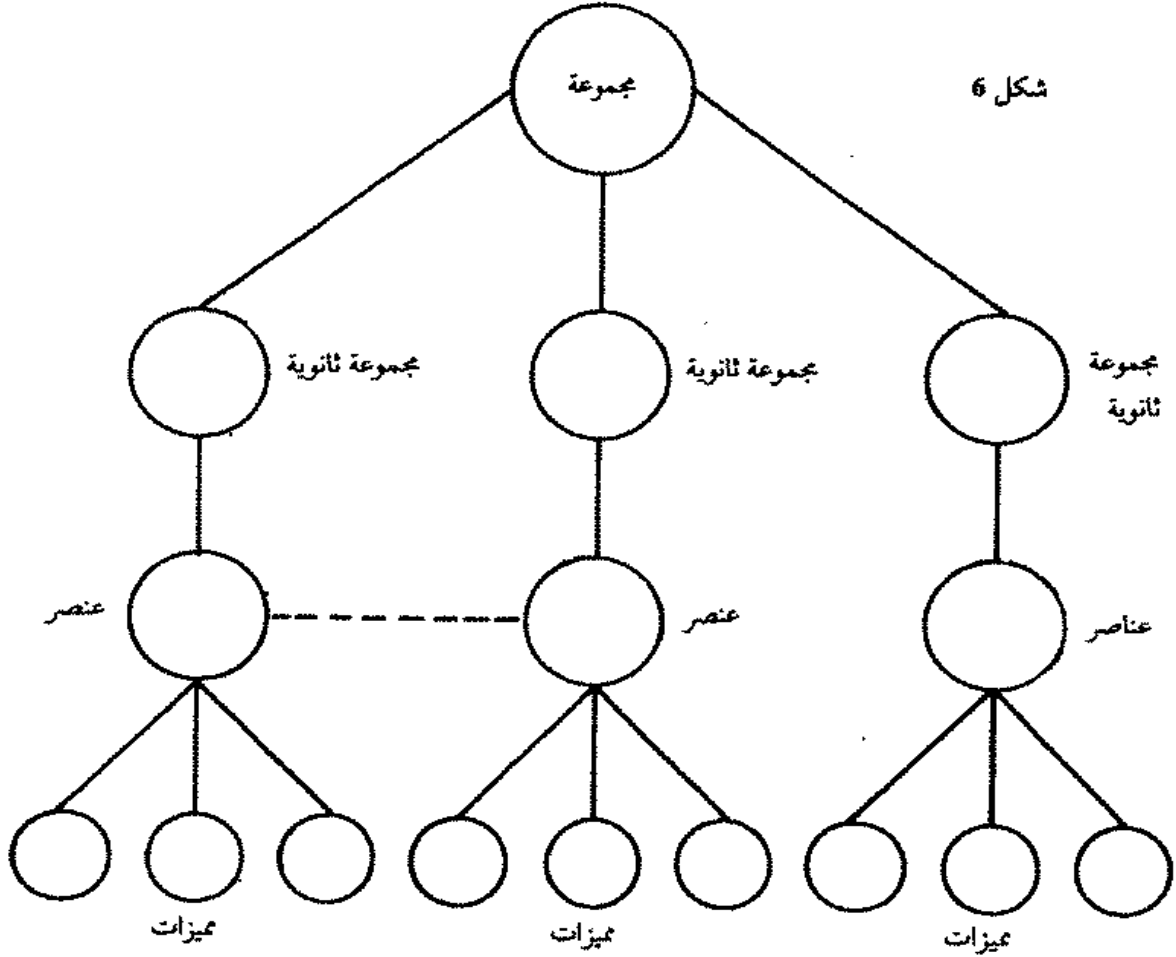 شكل 6
مجموعة
مجموعة
ثانوية
مجموعة ثانوية
مجموعة ثانوية
عناصر
عنصر
عنصر
مميزات
مميزات
مميزات